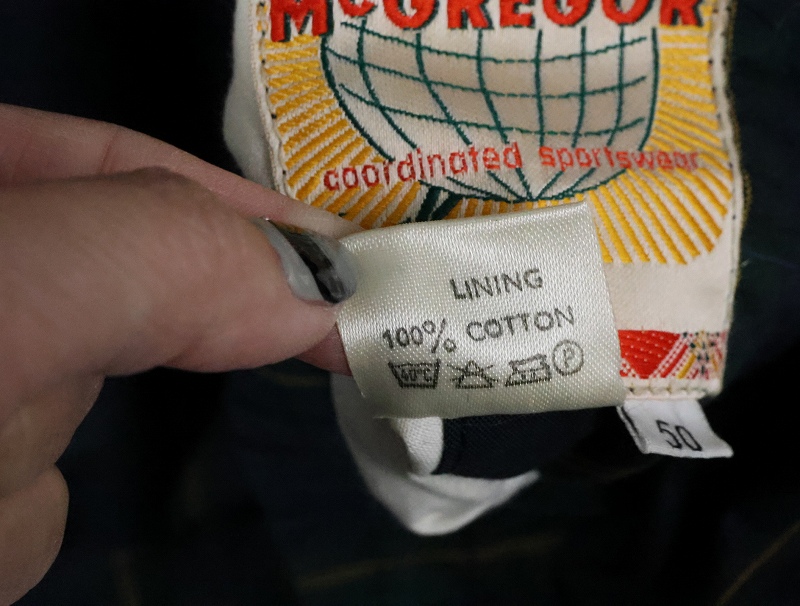 McGREGOR
coordinated sportswear
LINING
100% COTTON
P
50